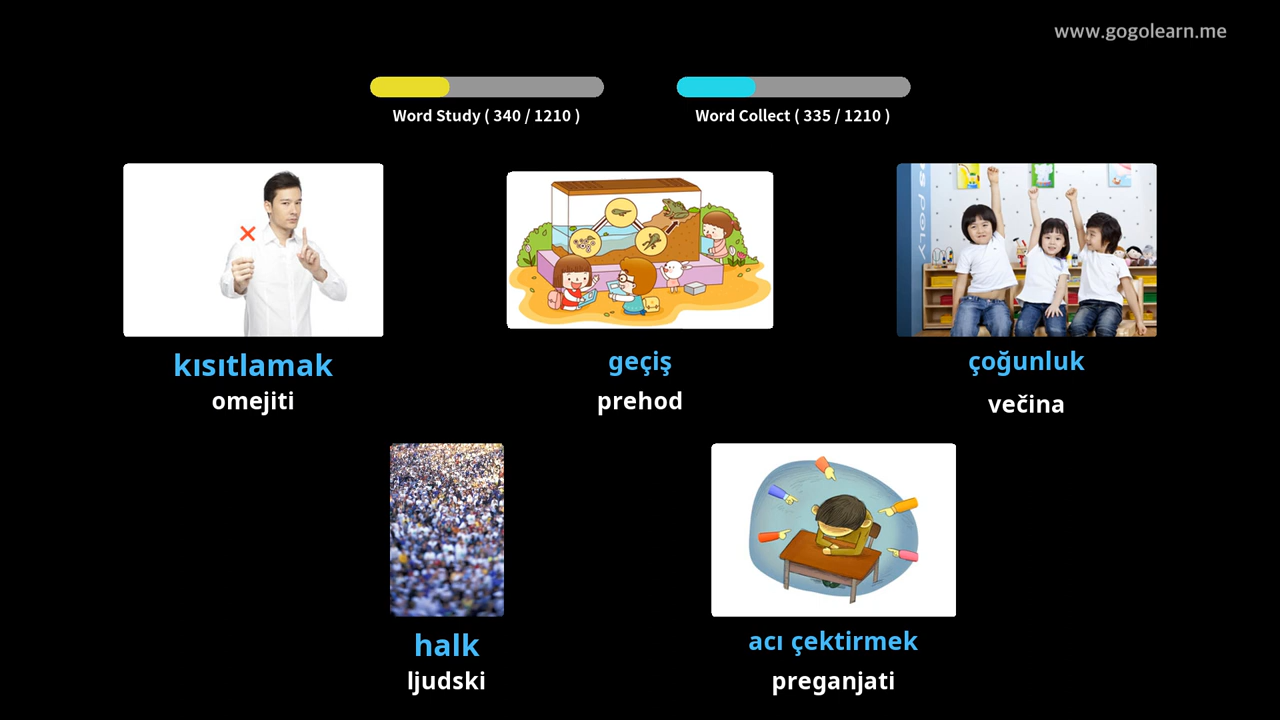 www.gogolearn.me
Word Study ( 340 / 1210 )
Word Collect ( 335 / 1210 )
kısıtlamak
omejiti
geçiş
prehod
çoğunluk
večina
halk
ljudski
acı çektirmek
preganjati